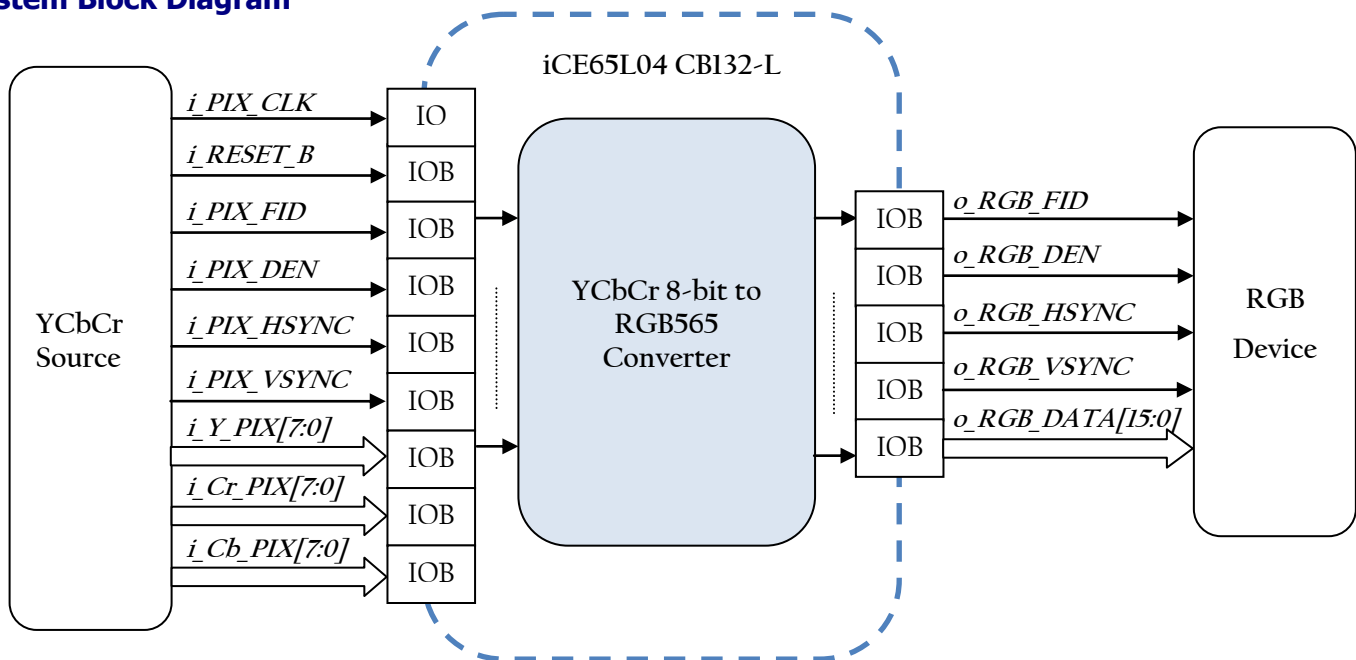 stem Block Diagram
iCE65L04 CB132-L
YCbCr
Source
i_PIX_CLK
i_RESET_B
i_PIX_FID
i_PIX_DEN
i_PIX_HSYNC
i_PIX_VSYNC
i_Y_PIX[7:0]
i_Cr_PIX[7:0]
i_Cb_PIX[7:0]
IO
IOB
IOB
IOB
IOB
IOB
IOB
IOB
IOB
YCbCr 8-bit to
RGB565
Converter
IOB
IOB
IOB
IOB
IOB
o_RGB_FID
o_RGB_DEN
o_RGB_HSYNC
o_RGB_VSYNC
o_RGB_DATA[15:0]
RGB
Device